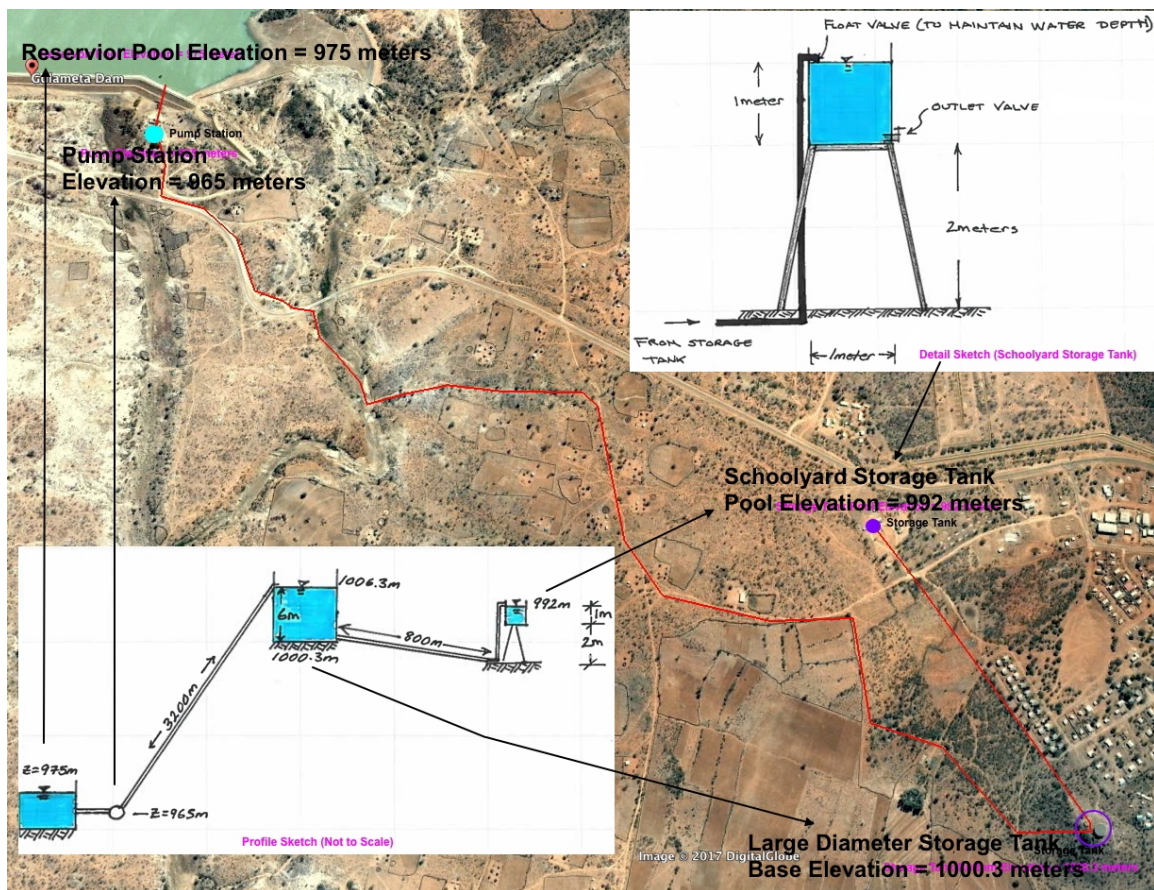 Reservior Pool Elevation = 975 meters
Gulameta Dam
Pump Station
Pump Station
Elevation = 965 meters
FLOAT VALVE (TO MAINTAIN WATER DEPTH)
1meter
OUTLET VALVE
2meters
FROM STORAGE
TANK
1meter
Detail Sketch (Schoolyard Storage Tank)
Schoolyard Storage Tank
Pool Elevation = 992 meters
Storage Tank
1006.3m
6m
992m
1m
800m
2m
1000.3m
3200m
Z=975m
Z=965m
Profile Sketch (Not to Scale)
Large Diameter Storage Tank
Image © 2017 DigitalGlobe
Storage Tank
Base Elevation = 1000.3 meters